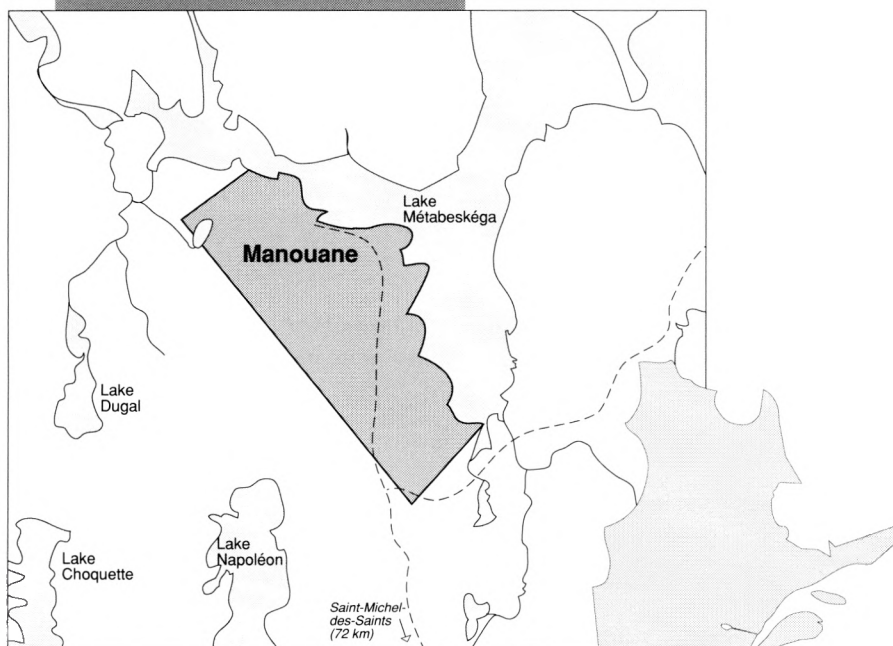 Lake
Métabeskéga
Manouane
Lake
Dugal
Lake
Napoléon
Lake
Choquette
Saint-Michel-
des-Saints
(72 km)